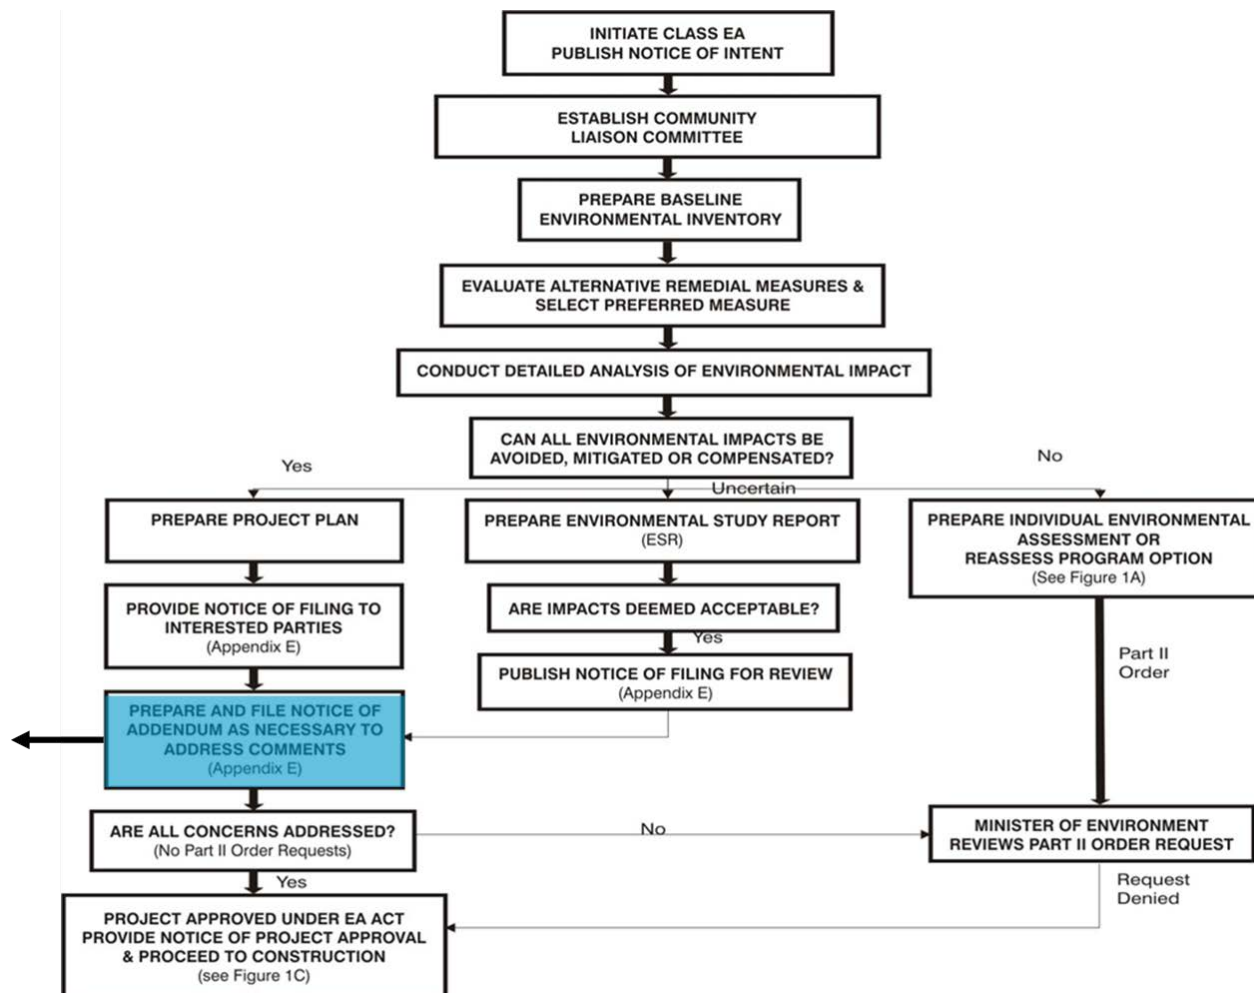 INITIATE CLASS EA
PUBLISH NOTICE OF INTENT
ESTABLISH COMMUNITY
LIAISON COMMITTEE
PREPARE BASELINE
ENVIRONMENTAL INVENTORY
EVALUATE ALTERNATIVE REMEDIAL MEASURES &
SELECT PREFERRED MEASURE
CONDUCT DETAILED ANALYSIS OF ENVIRONMENTAL IMPACT
CAN ALL ENVIRONMENTAL IMPACTS BE
AVOIDED, MITIGATED OR COMPENSATED?
Yes
Uncertain
No
PREPARE PROJECT PLAN
PREPARE ENVIRONMENTAL STUDY REPORT
(ESR)
PREPARE INDIVIDUAL ENVIRONMENTAL
ASSESSMENT OR
REASSESS PROGRAM OPTION
(See Figure 1A)
PROVIDE NOTICE OF FILING TO
INTERESTED PARTIES
(Appendix E)
ARE IMPACTS DEEMED ACCEPTABLE?
Yes
PUBLISH NOTICE OF FILING FOR REVIEW
(Appendix E)
Part II
Order
PREPARE AND FILE NOTICE OF
ADDENDUM AS NECESSARY TO
ADDRESS COMMENTS
(Appendix E)
ARE ALL CONCERNS ADDRESSED?
(No Part II Order Requests)
No
MINISTER OF ENVIRONMENT
REVIEWS PART II ORDER REQUEST
Yes
Request
Denied
PROJECT APPROVED UNDER EA ACT
PROVIDE NOTICE OF PROJECT APPROVAL
& PROCEED TO CONSTRUCTION
(see Figure 1C)